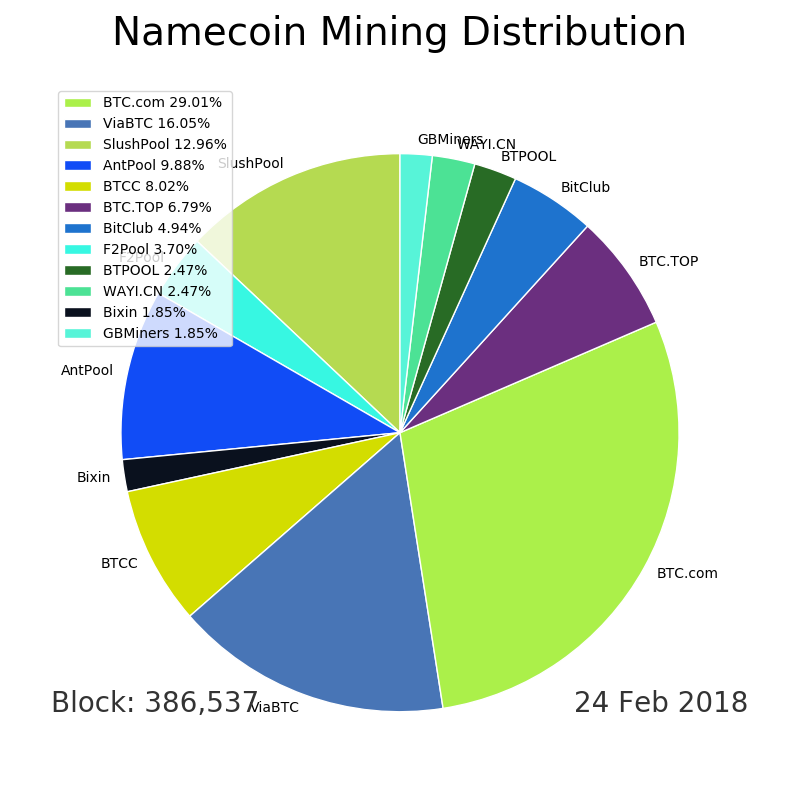 Namecoin Mining Distribution
BTC.com 29.01%
ViaBTC 16.05%
SlushPool 12.96%
AntPool 9.88%
BTCC 8.02%
BTC.TOP 6.79%
BitClub 4.94%
F2Pool 3.70%
BTPOOL 2.47%
WAYI.CN 2.47%
Bixin 1.85%
GBMiners 1.85%
GBMiners
WAYI.CN
BTPOOL
BitClub
BTC.TOP
BTC.com
ViaBTC
BTCC
Bixin
AntPool
F2Pool
SlushPool
Block: 386,537
24 Feb 2018